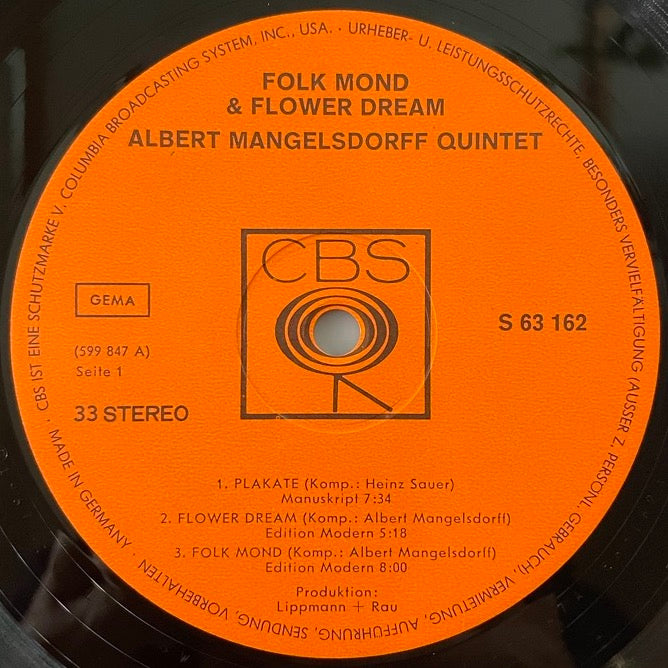 FOLK MOND
& FLOWER DREAM
ALBERT MANGELSDORFF QUINTET
CBS
GEMA
S 63 162
(599 847 A)
Seite 1
33 STEREO
1. PLAKATE (Komp.: Heinz Sauer)
Manuskript 7:34
2. FLOWER DREAM (Komp.: Albert Mangelsdorff)
Edition Modern 5:18
3. FOLK MOND (Komp.: Albert Mangelsdorff)
Edition Modern 8:00
Produktion:
Lippmann + Rau
MADE IN GERMANY · CBS IST EINE SCHUTZMARKE V. COLUMBIA BROADCASTING SYSTEM, INC., USA. · URHEBER- U. LEISTUNGSSCHUTZRECHTE, BESONDERS VERVIELFÄLTIGUNG (AUSSER Z. PERSÖNL. GEBRAUCH), VERMIETUNG, AUFFÜHRUNG, SENDUNG, VORBEHALTEN ·